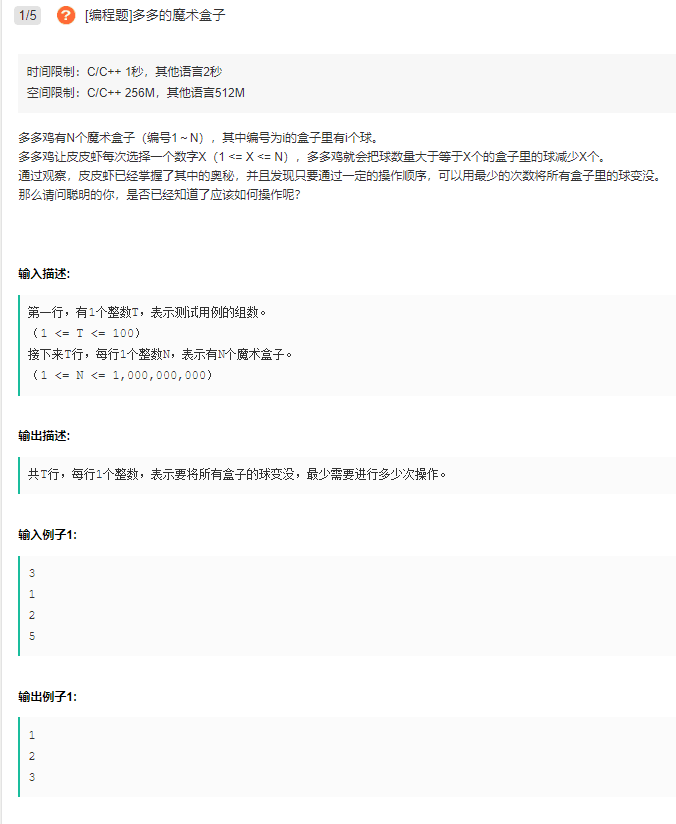 1/5 ? [编程题]多多的魔术盒子
时间限制：C/C++ 1秒，其他语言2秒
空间限制：C/C++ 256M，其他语言512M
多多鸡有N个魔术盒子（编号1～N），其中编号为i的盒子里有i个球。
多多鸡让皮皮虾每次选择一个数字X（1 <= X <= N），多多鸡就会把球数量大于等于X个的盒子里的球减少X个。
通过观察，皮皮虾已经掌握了其中的奥秘，并且发现只要通过一定的操作顺序，可以用最少的次数将所有盒子里的球变没。
那么请问聪明的你，是否已经知道了应该如何操作呢？
输入描述:
第一行，有1个整数T，表示测试用例的组数。
（1 <= T <= 100）
接下来T行，每行1个整数N，表示有N个魔术盒子。
（1 <= N <= 1,000,000,000）
输出描述:
共T行，每行1个整数，表示要将所有盒子的球变没，最少需要进行多少次操作。
输入例子1:
3
1
2
5
输出例子1:
1
2
3